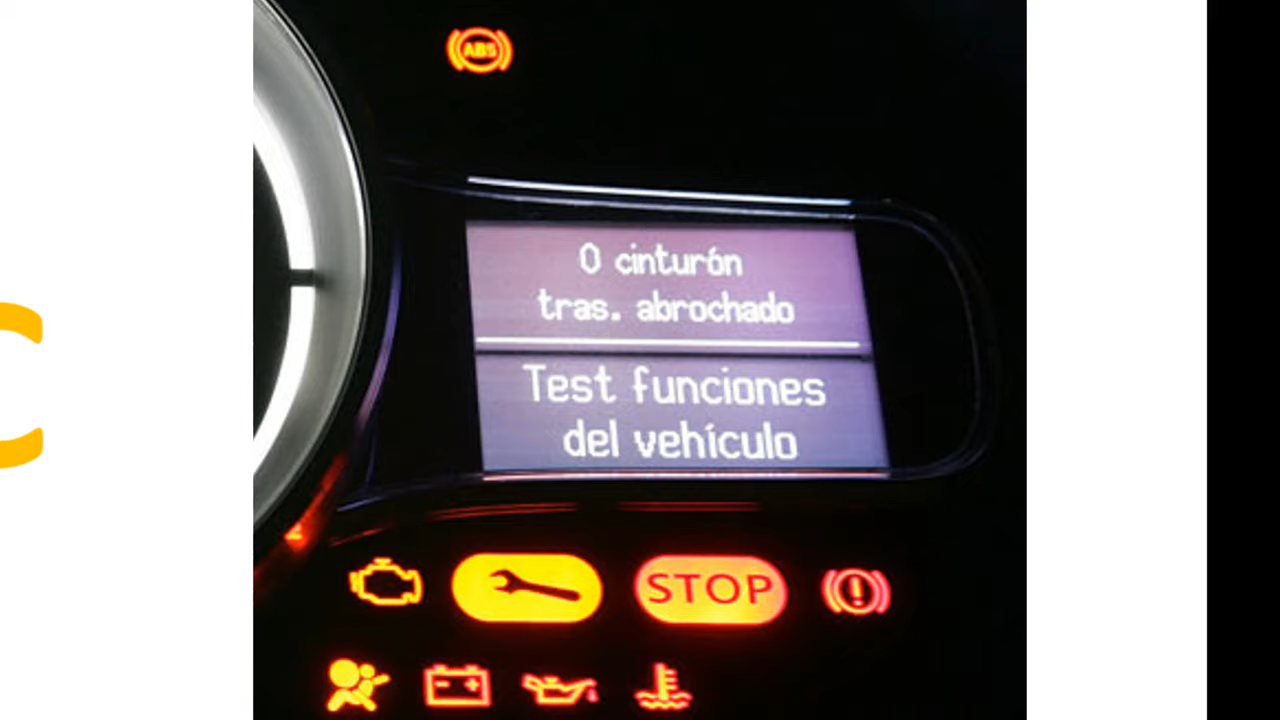 ABS
0 cinturón
tras. abrochado
Test funciones
del vehículo
STOP